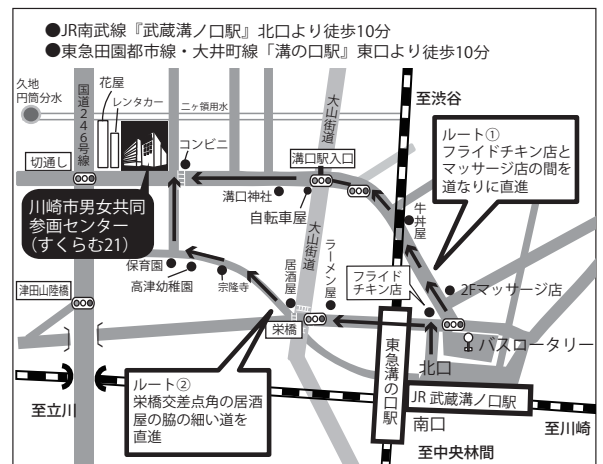 ●JR南武線『武蔵溝ノ口駅』北口より徒歩10分
●東急田園都市線・大井町線「溝の口駅」東口より徒歩10分
久地
円筒分水
国道246号線
花屋
レンタカー
二ヶ領用水
コンビニ
大山街道
至渋谷
ルート①
フライドチキン店と
マッサージ店の間を
道なりに直進
切通し
溝口駅入口
川崎市男女共同
参画センター
(すくらむ21)
溝口神社
自転車屋
牛丼屋
大山街道
ラーメン屋
居酒屋
保育園
高津幼稚園
宗隆寺
フライド
チキン店
2Fマッサージ店
津田山陸橋
栄橋
バスロータリー
東急溝の口駅
北口
ルート②
栄橋交差点角の居酒
屋の脇の細い道を
直進
JR 武蔵溝ノ口駅
南口
至立川
至川崎
至中央林間